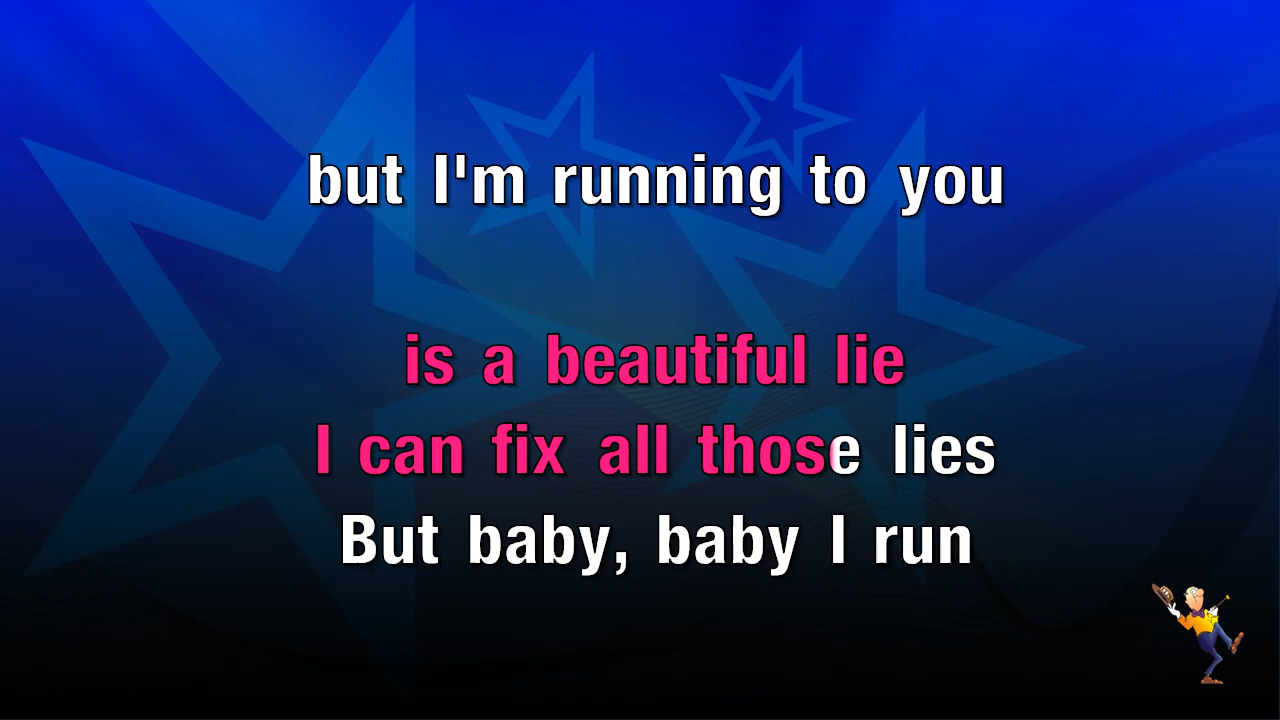 but I'm running to you
is a beautiful lie
I can fix all those lies
But baby, baby I run